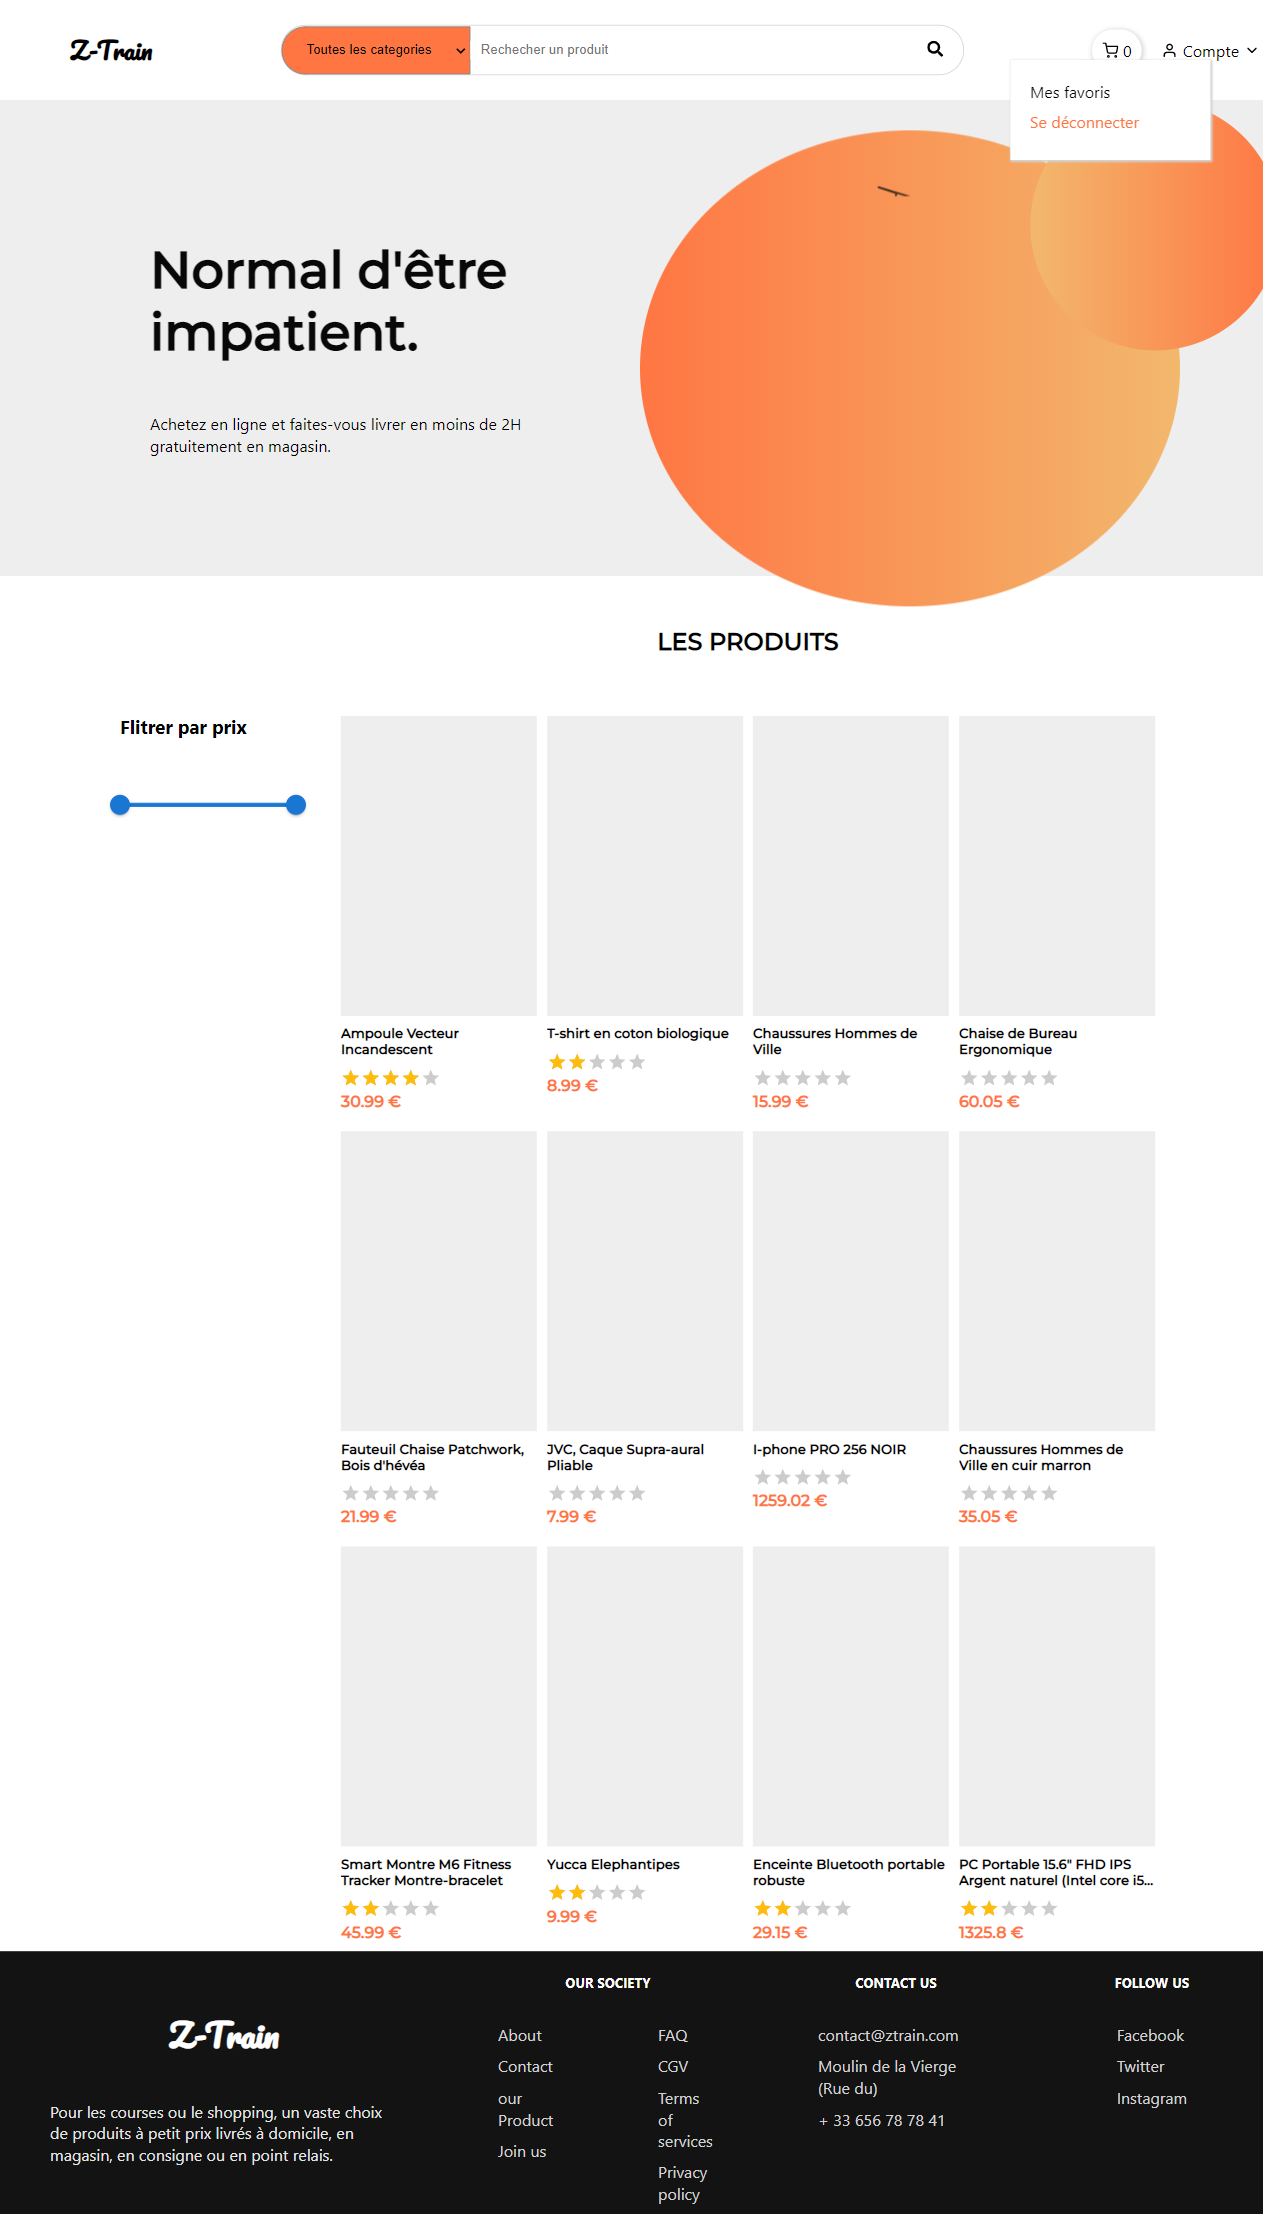 Z-Train
Toutes les categories
Rechecher un produit
0
Compte
Mes favoris
Se déconnecter
Normal d'être
impatient.
Achetez en ligne et faites-vous livrer en moins de 2H
gratuitement en magasin.
LES PRODUITS
Flitrer par prix
Ampoule Vecteur
Incandescent
30.99 €
T-shirt en coton biologique
8.99 €
Chaussures Hommes de
Ville
15.99 €
Chaise de Bureau
Ergonomique
60.05 €
Fauteuil Chaise Patchwork,
Bois d'hévéa
21.99 €
JVC, Caque Supra-aural
Pliable
7.99 €
I-phone PRO 256 NOIR
1259.02 €
Chaussures Hommes de
Ville en cuir marron
35.05 €
Smart Montre M6 Fitness
Tracker Montre-bracelet
45.99 €
Yucca Elephantipes
9.99 €
Enceinte Bluetooth portable
robuste
29.15 €
PC Portable 15.6" FHD IPS
Argent naturel (Intel core i5...
1325.8 €
Z-Train
Pour les courses ou le shopping, un vaste choix
de produits à petit prix livrés à domicile, en
magasin, en consigne ou en point relais.
OUR SOCIETY
About
Contact
our
Product
Join us
FAQ
CGV
Terms
of
services
Privacy
policy
CONTACT US
contact@ztrain.com
Moulin de la Vierge
(Rue du)
+ 33 656 78 78 41
FOLLOW US
Facebook
Twitter
Instagram